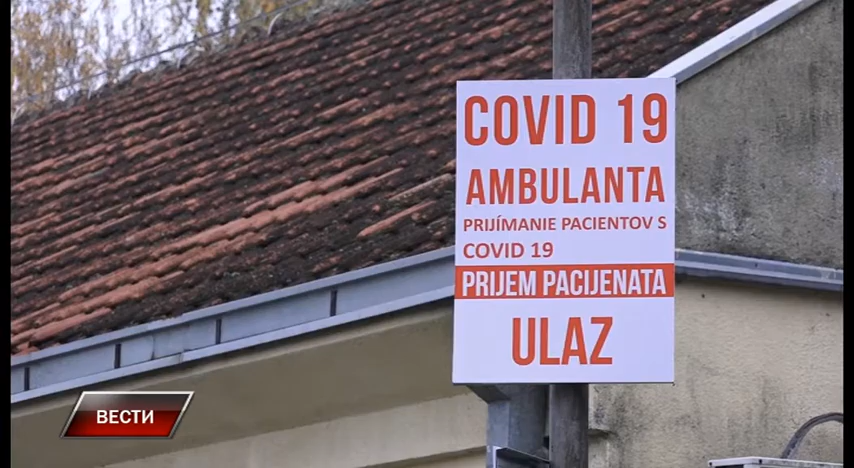 COVID 19
AMBULANTA
PRIJÍMANIE PACIENTOV S
COVID 19
PRIJEM PACIJENATA
ULAZ
ВЕСТИ